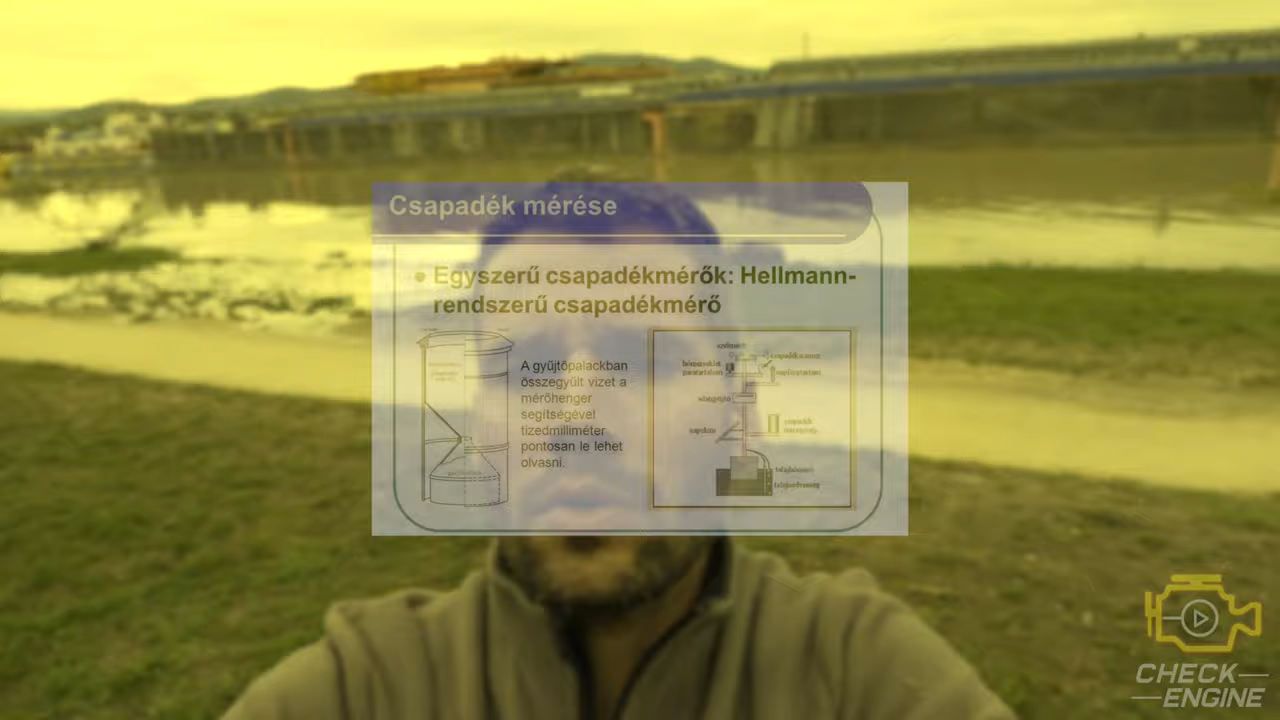 Csapadék mérése
Egyszerű csapadékmérők: Hellmann-
rendszerű csapadékmérő
A gyűjtőpalackban
összegyűlt vizet a
mérőhenger
segítségével
tizedmilliméter
pontosan le lehet
olvasni.
CHECK
ENGINE